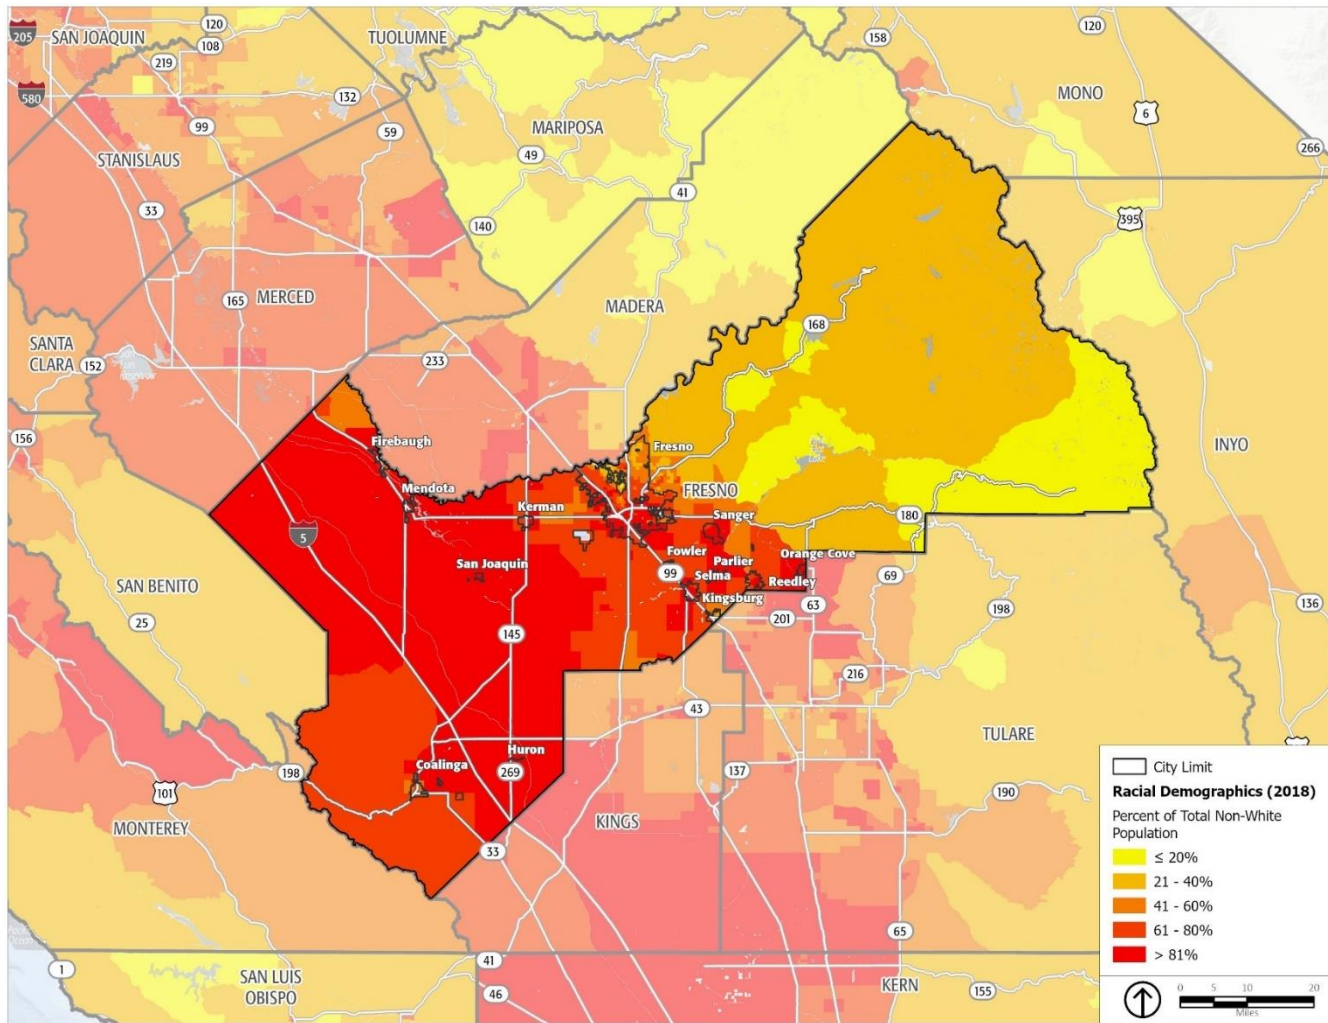 120
205
SAN JOAQUIN
108
TUOLUMNE
158
120
219
580
132
MONO
6
99
59
MARIPOSA
STANISLAUS
49
266
41
33
140
395
165
MERCED
MADERA
168
SANTA
CLARA
152
233
156
Firebaugh
Fresno
INYO
Mendota
FRESNO
Kerman
Sanger
180
5
Fowler
Parlier
Orange Cove
San Joaquin
99
Selma
Reedley
69
SAN BENITO
Kingsburg
63
198
136
25
201
145
216
43
TULARE
Huron
Coalinga
198
269
137
101
190
MONTEREY
KINGS
33
65
41
1
SAN LUIS
OBISPO
46
KERN
155
City Limit
Racial Demographics (2018)
Percent of Total Non-White
Population
≤ 20%
21 - 40%
41 - 60%
61 - 80%
> 81%
0 5 10 20
Miles